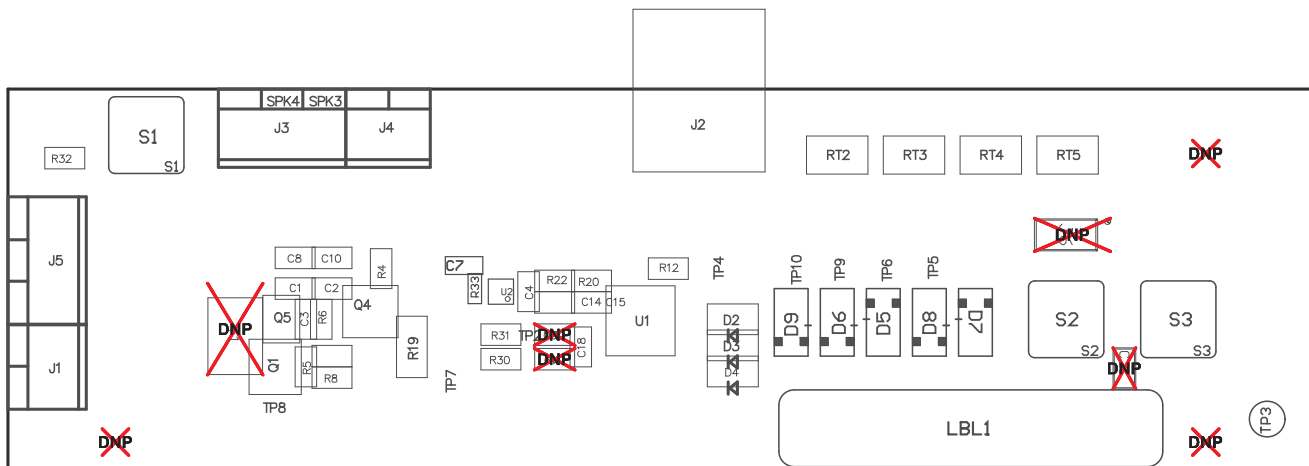 SPK4 SPK3
S1
J3
J4
J2
R32
S1
RT2
RT3
RT4
RT5
DNP
DNP
J5
C8
C10
R4
C7
R33
R12
TP4
TP10
TP9
TP6
TP5
C1
C2
U2
C4
R22
R20
C14
C15
DNP
Q5
C3
R6
Q4
U1
D2
D9
D6
D5
D8
D7
S2
S3
R31
TP2
DNP
C18
R19
D3
S2
S3
J1
Q1
R5
R8
R30
DNP
D4
DNP
TP7
TP8
LBL1
TP3
DNP
DNP